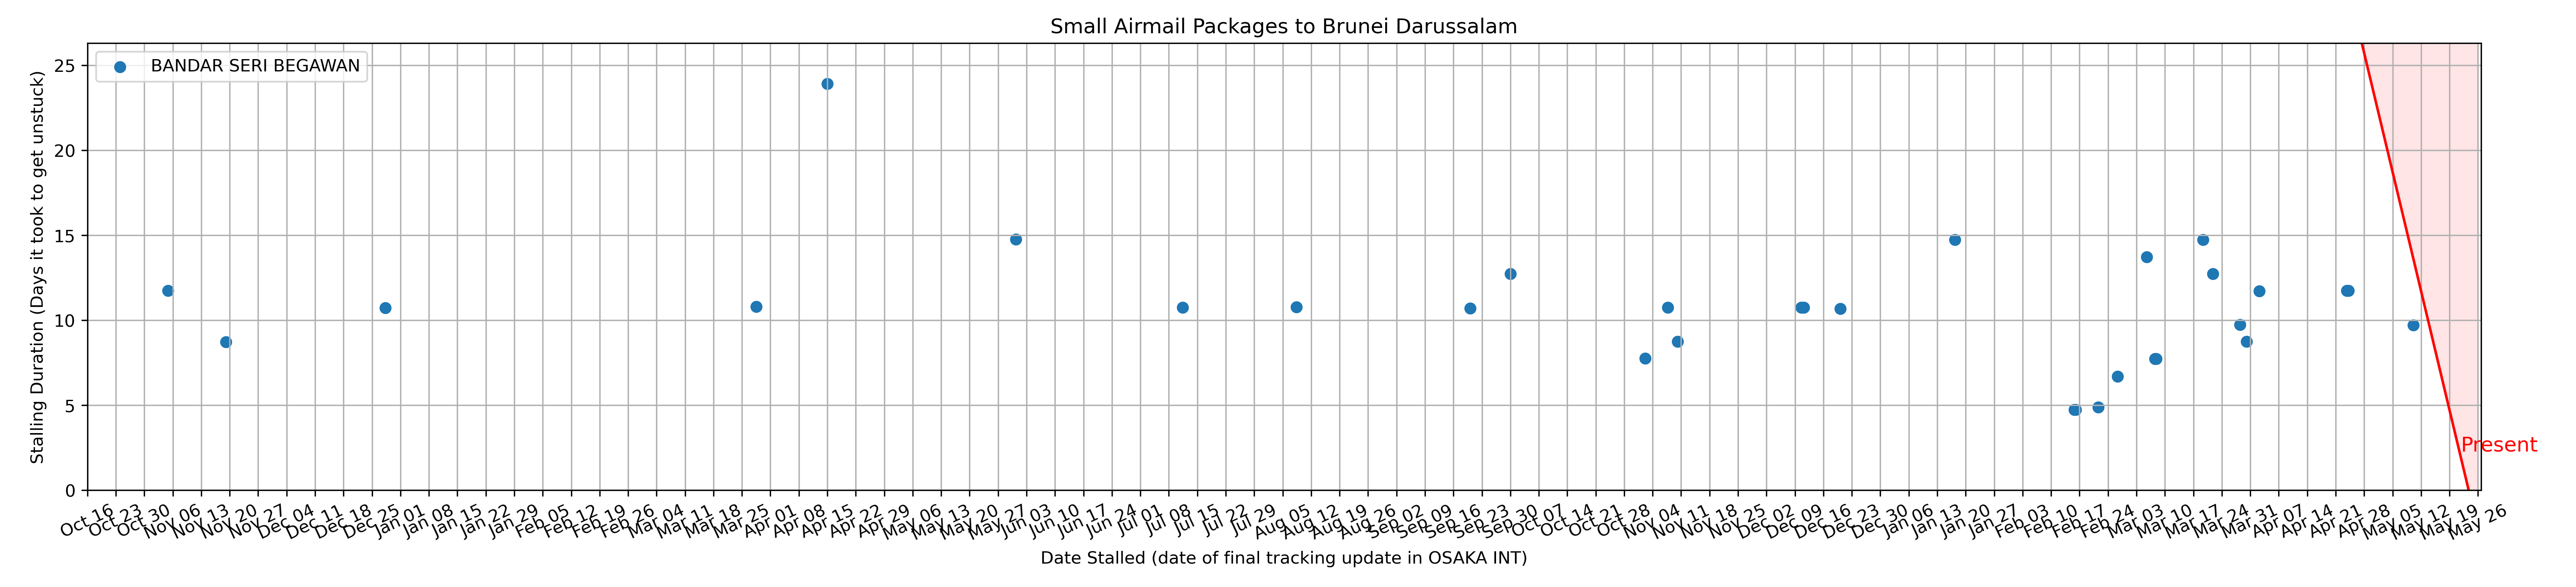 Small Airmail Packages to Brunei Darussalam
BANDAR SERI BEGAWAN
Stalling Duration (Days it took to get unstuck)
25
20
15
10
5
0
Present
Oct 16
Oct 23
Oct 30
Nov 06
Nov 13
Nov 20
Nov 27
Dec 04
Dec 11
Dec 18
Dec 25
Jan 01
Jan 08
Jan 15
Jan 22
Jan 29
Feb 05
Feb 12
Feb 19
Feb 26
Mar 04
Mar 11
Mar 18
Mar 25
Apr 01
Apr 08
Apr 15
Apr 22
Apr 29
May 06
May 13
May 20
May 27
Jun 03
Jun 10
Jun 17
Jun 24
Jul 01
Jul 08
Jul 15
Jul 22
Jul 29
Aug 05
Aug 12
Aug 19
Aug 26
Sep 02
Sep 09
Sep 16
Sep 23
Sep 30
Oct 07
Oct 14
Oct 21
Oct 28
Nov 04
Nov 11
Nov 18
Nov 25
Dec 02
Dec 09
Dec 16
Dec 23
Dec 30
Jan 06
Jan 13
Jan 20
Jan 27
Feb 03
Feb 10
Feb 17
Feb 24
Mar 03
Mar 10
Mar 17
Mar 24
Mar 31
Apr 07
Apr 14
Apr 21
Apr 28
May 05
May 12
May 19
May 26
Date Stalled (date of final tracking update in OSAKA INT)